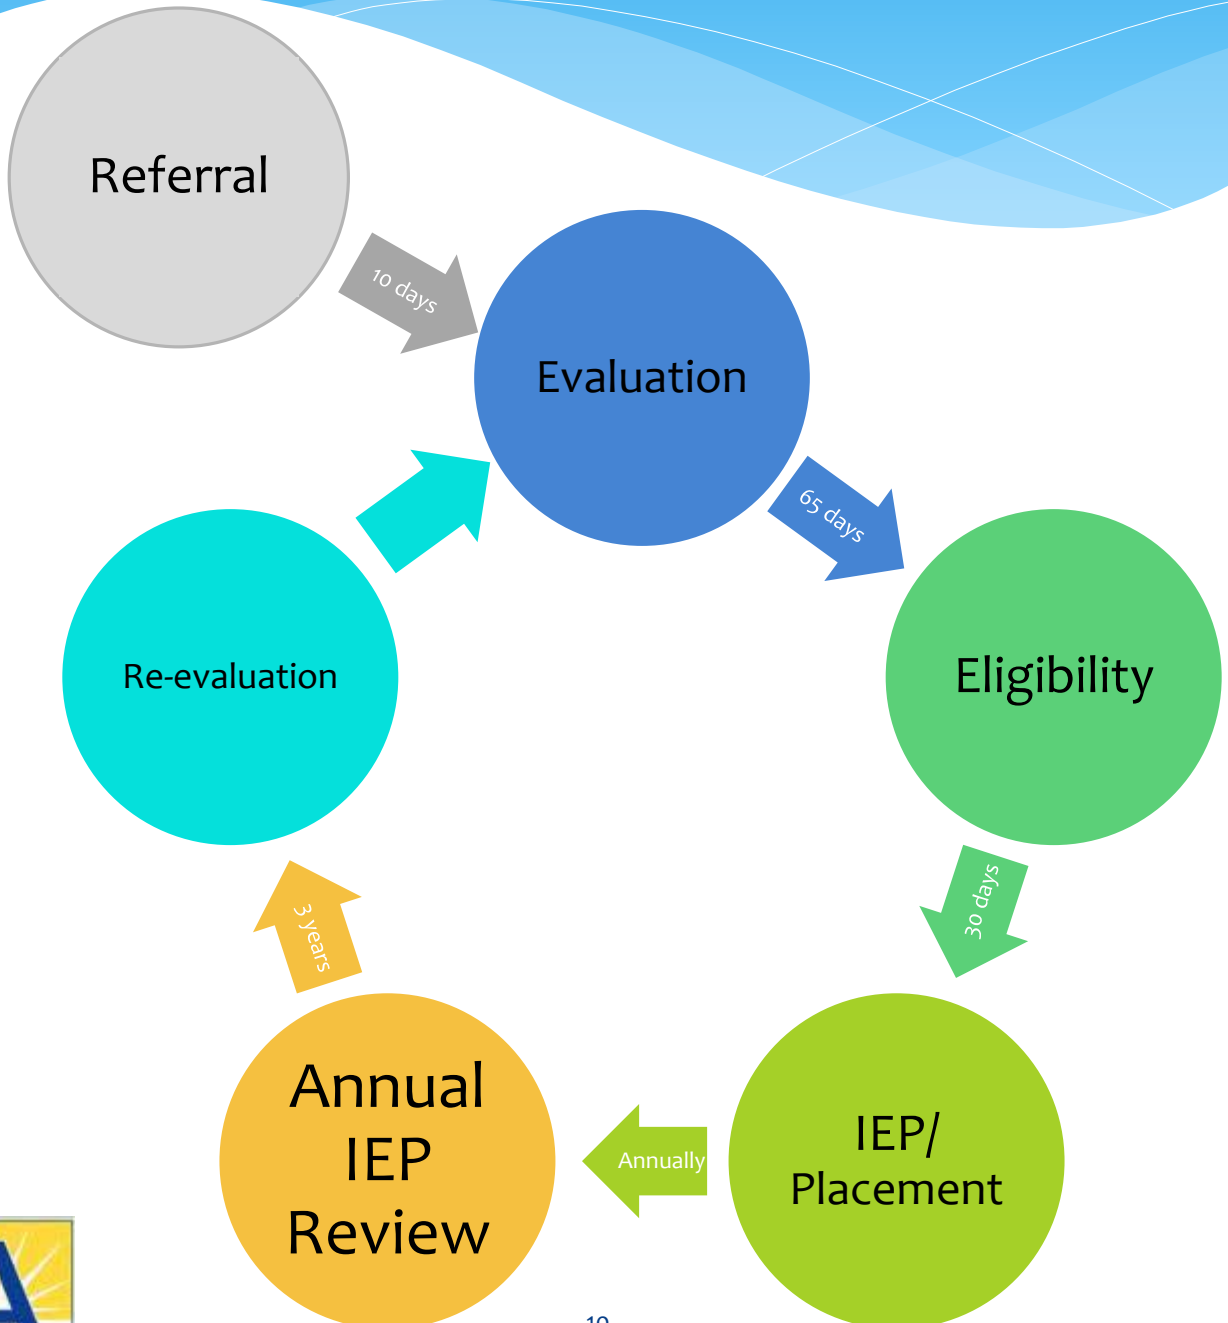 Referral
10 days
Evaluation
65 days
Eligibility
30 days
IEP/
Placement
Annually
Annual
IEP
Review
3 years
Re-evaluation